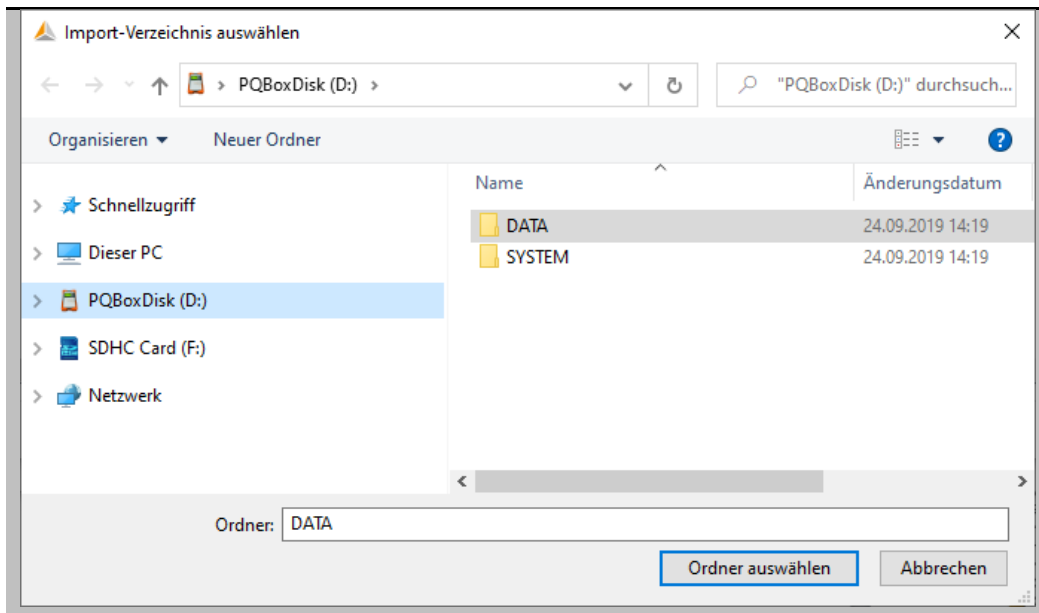 Import-Verzeichnis auswählen
PQBoxDisk (D:)
"PQBoxDisk (D:)" durchsuch...
Organisieren
Neuer Ordner
?
Schnellzugriff
Dieser PC
PQBoxDisk (D:)
SDHC Card (F:)
Netzwerk
Name Änderungsdatum
DATA 24.09.2019 14:19
SYSTEM 24.09.2019 14:19
Ordner: DATA
Ordner auswählen
Abbrechen